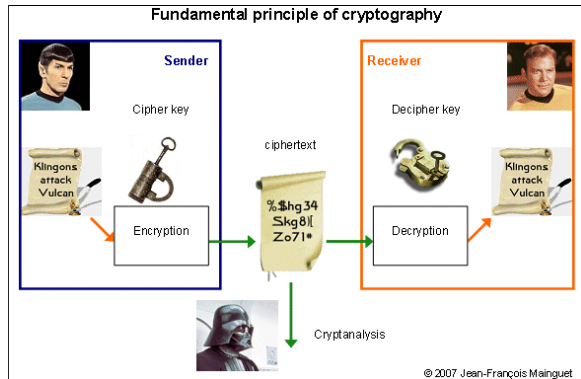 Fundamental principle of cryptography
Sender
Receiver
Cipher key
Decipher key
ciphertext
Klingons
attack
Vulcan
%$hg34
Skg8)[
Zo71*
Klingons
attack
Vulcan
Encryption
Decryption
Cryptanalysis
© 2007 Jean-François Mainguet